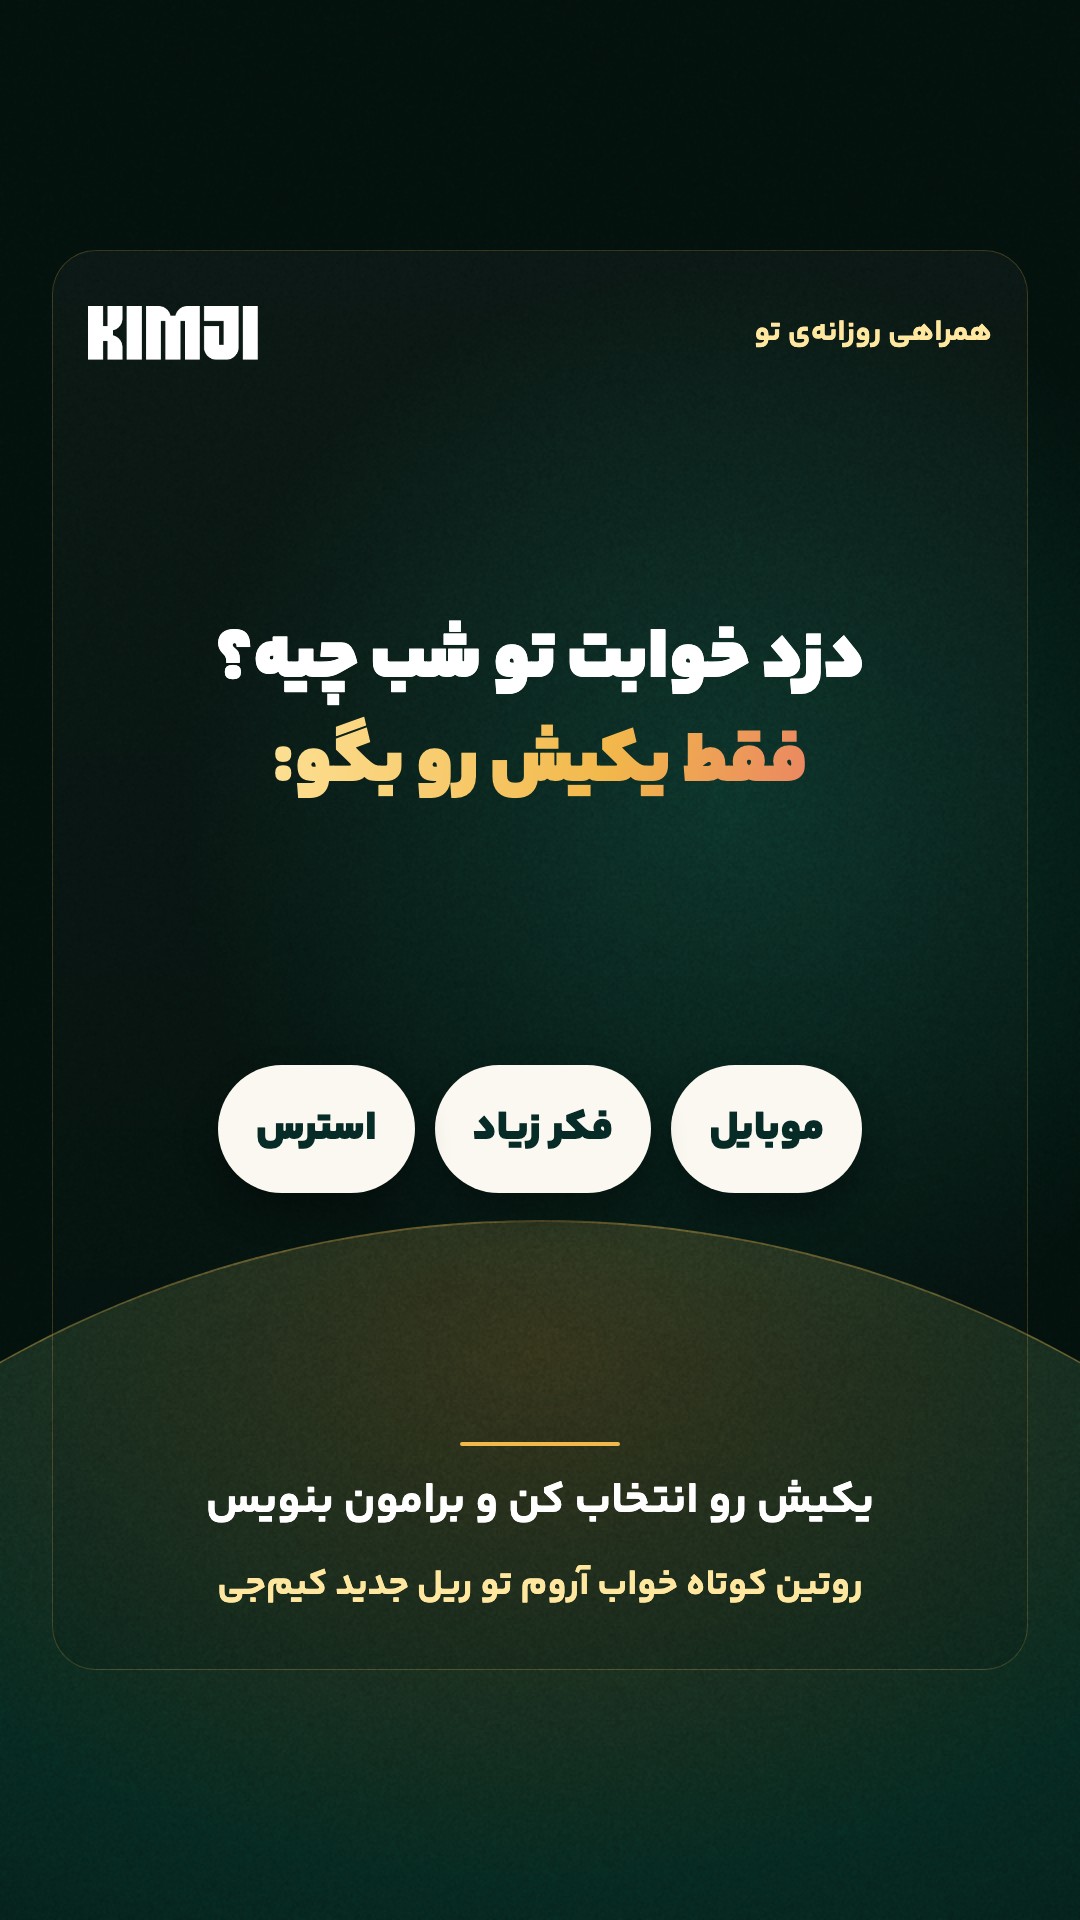 همراهی روزانه‌ی تو
KIMJI
دزد خوابت تو شب چیه؟
فقط یکیش رو بگو:
موبایل
فکر زیاد
استرس
یکیش رو انتخاب کن و برامون بنویس
روتین کوتاه خواب آروم تو ریل جدید کیم‌جی